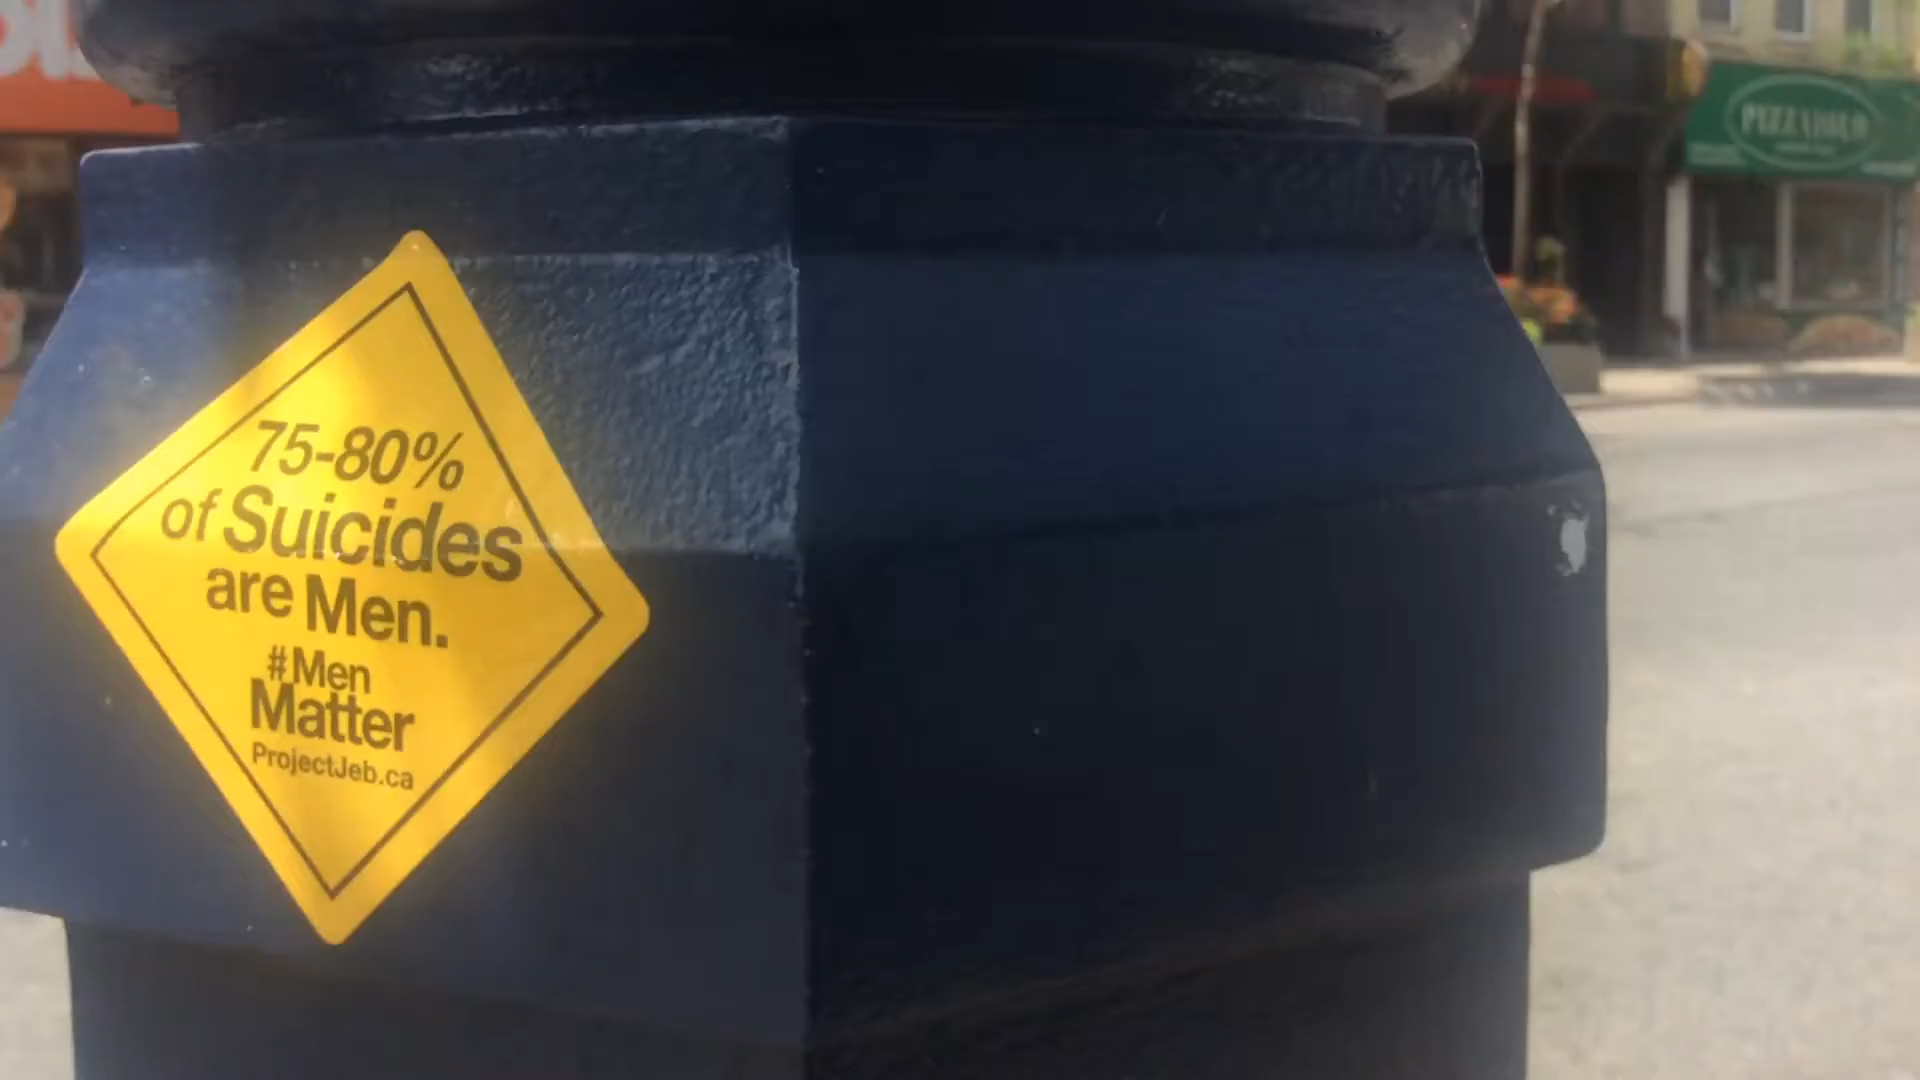 75-80%
of Suicides
are Men.
#Men
Matter
ProjectJeb.ca